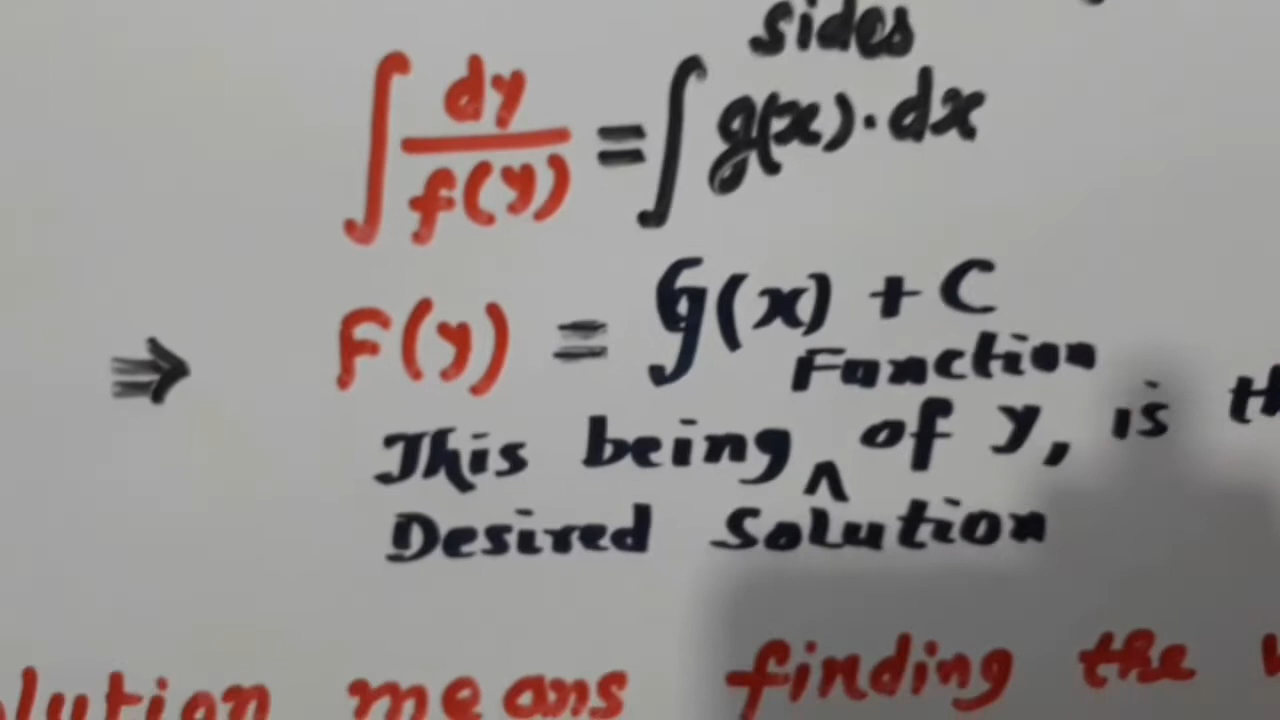 sides
∫ dy/f(y) = ∫ g(x)·dx
⇒ F(y) = G(x) + C
Function
This being ^ of y, is
Desired Solution
means finding the